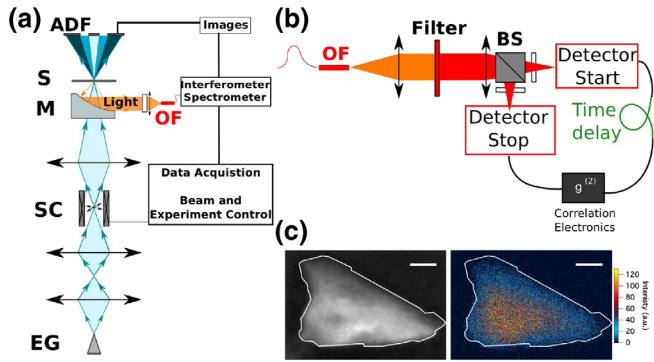 (a)
ADF
Images
S
M
Light
OF
Interferometer
Spectrometer
Data Acquistion
Beam and
Experiment Control
SC
EG
(b)
OF
Filter
BS
Detector
Start
Detector
Stop
Time
delay
g(2)
Correlation
Electronics
(c)
120
100
80
60
40
20
0
Intenisty (a.u.)